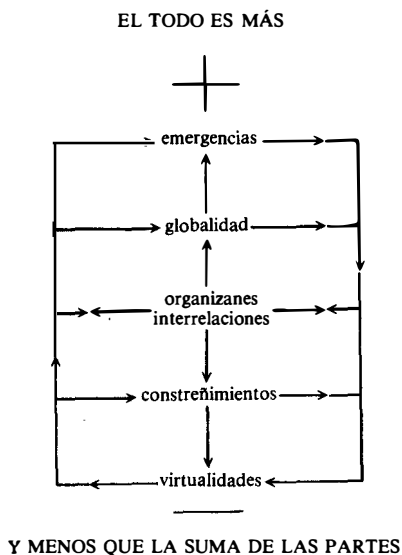 EL TODO ES MÁS
+
emergencias
globalidad
organizanes
interrelaciones
constreñimientos
virtualidades
—
Y MENOS QUE LA SUMA DE LAS PARTES